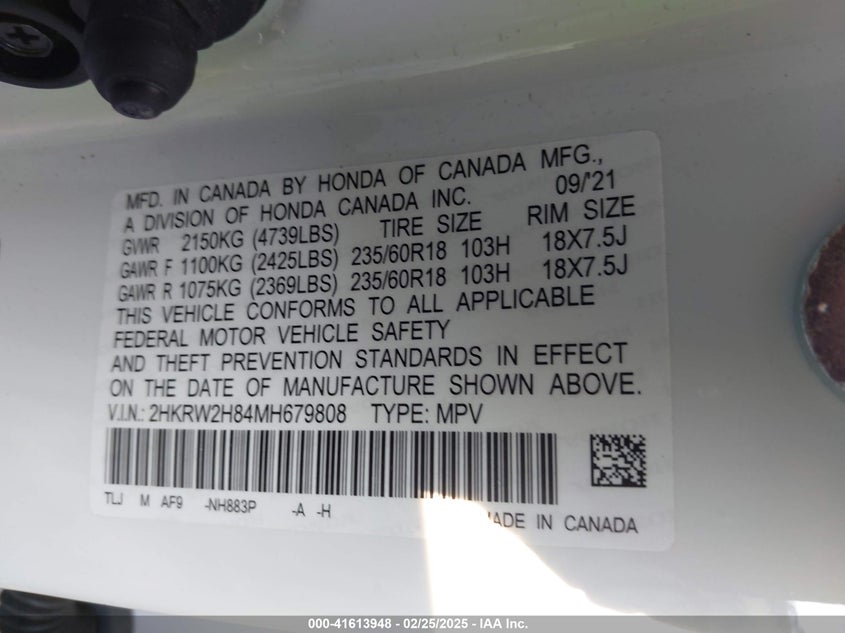 MFD. IN CANADA BY HONDA OF CANADA MFG.,
A DIVISION OF HONDA CANADA INC. 09/'21
GVWR 2150KG (4739LBS) TIRE SIZE RIM SIZE
GAWR F 1100KG (2425LBS) 235/60R18 103H 18X7.5J
GAWR R 1075KG (2369LBS) 235/60R18 103H 18X7.5J
THIS VEHICLE CONFORMS TO ALL APPLICABLE
FEDERAL MOTOR VEHICLE SAFETY
AND THEFT PREVENTION STANDARDS IN EFFECT
ON THE DATE OF MANUFACTURE SHOWN ABOVE.
V.I.N.: 2HKRW2H84MH679808 TYPE: MPV
TLJ M AF9 -NH883P -A -H
MADE IN CANADA
000-41613948 - 02/25/2025 - IAA Inc.